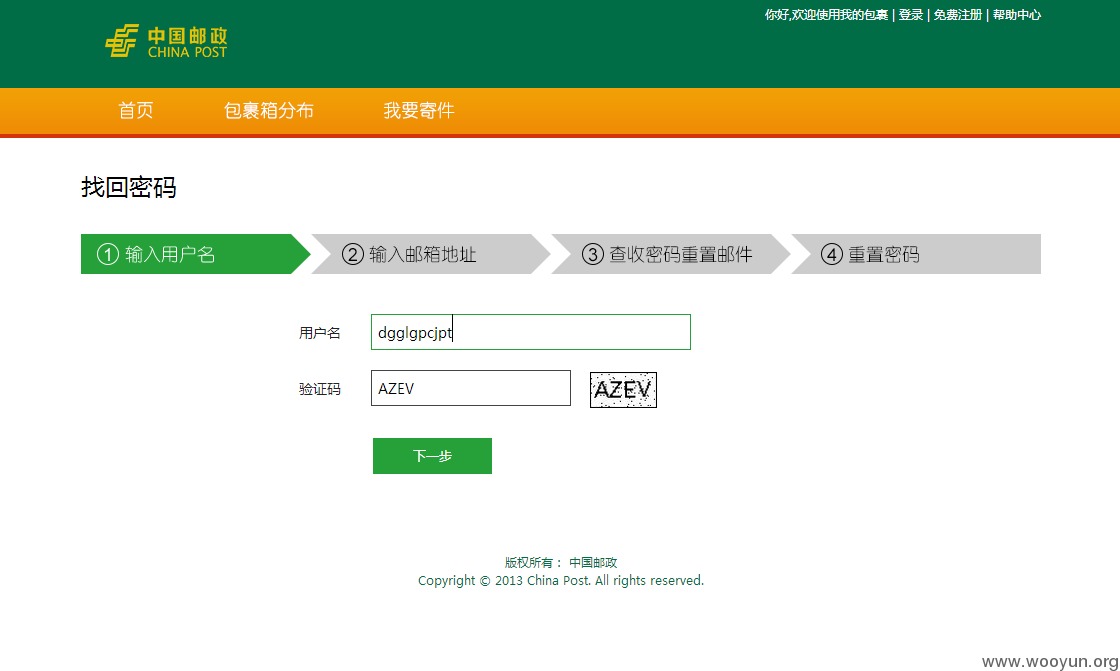 你好,欢迎使用我的包裹 | 登录 | 免费注册 | 帮助中心
中国邮政
CHINA POST
首页 包裹箱分布 我要寄件
找回密码
① 输入用户名 ② 输入邮箱地址 ③ 查收密码重置邮件 ④ 重置密码
用户名 dgglgpcjpt
验证码 AZEV AZEV
下一步
版权所有： 中国邮政
Copyright © 2013 China Post. All rights reserved.
www.wooyun.org